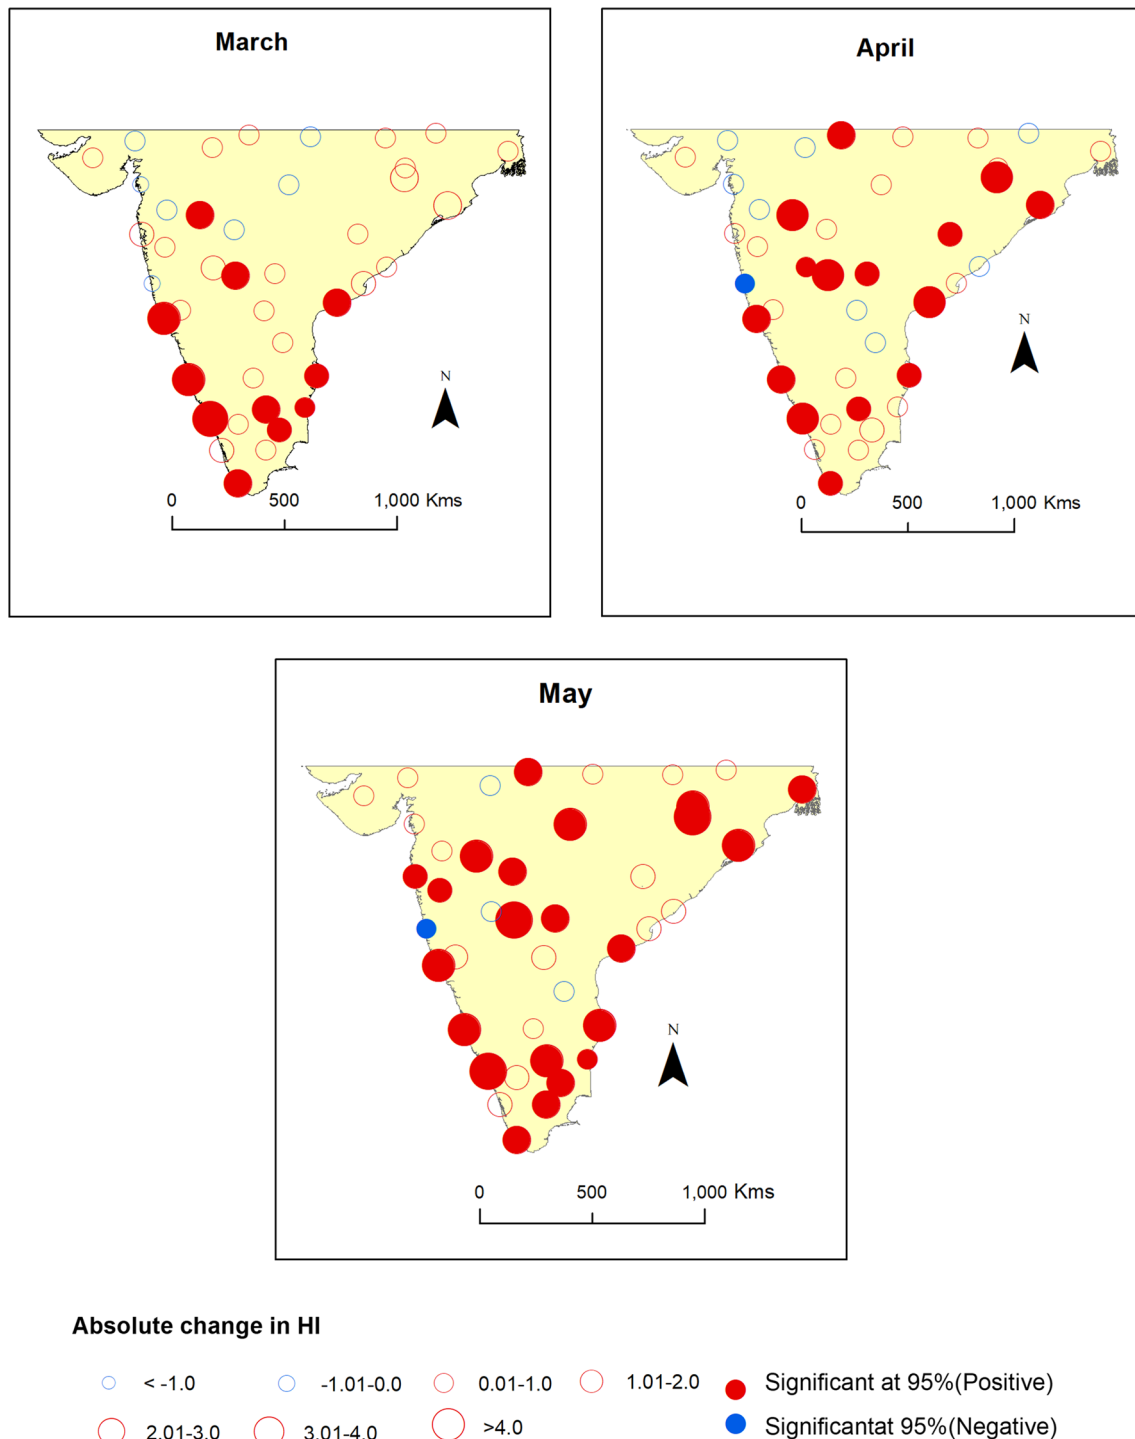 March
N
0 500 1,000 Kms
April
N
0 500 1,000 Kms
May
N
0 500 1,000 Kms
Absolute change in HI
< -1.0 -1.01-0.0 0.01-1.0 1.01-2.0 Significant at 95%(Positive)
2.01-3.0 3.01-4.0 >4.0 Significantat 95%(Negative)